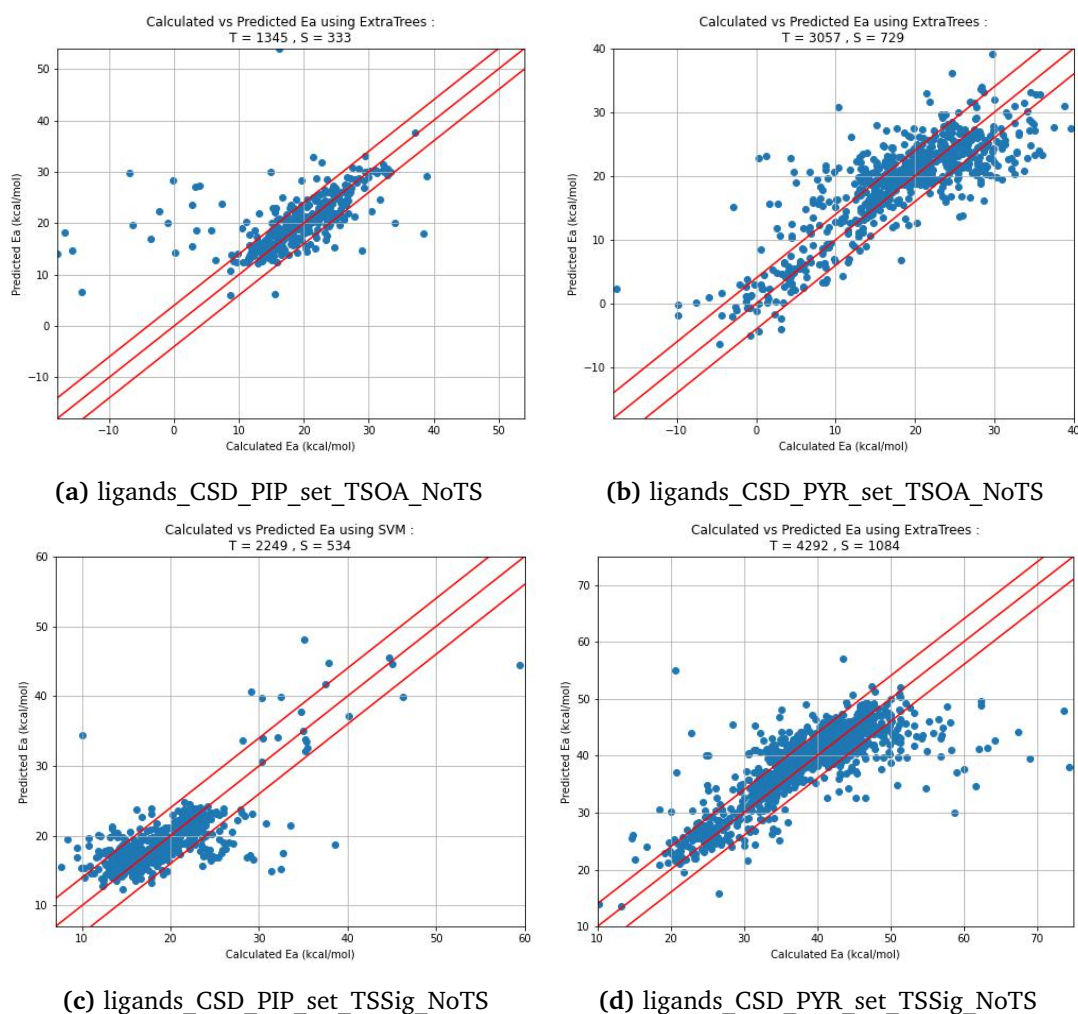 Calculated vs Predicted Ea using ExtraTrees :
T = 1345 , S = 333
50
40
30
20
10
0
−10
Predicted Ea (kcal/mol)
−10 0 10 20 30 40 50
Calculated Ea (kcal/mol)
(a) ligands_CSD_PIP_set_TSOA_NoTS
Calculated vs Predicted Ea using ExtraTrees :
T = 3057 , S = 729
40
30
20
10
0
−10
Predicted Ea (kcal/mol)
−10 0 10 20 30 40
Calculated Ea (kcal/mol)
(b) ligands_CSD_PYR_set_TSOA_NoTS
Calculated vs Predicted Ea using SVM :
T = 2249 , S = 534
60
50
40
30
20
10
Predicted Ea (kcal/mol)
10 20 30 40 50 60
Calculated Ea (kcal/mol)
(c) ligands_CSD_PIP_set_TSSig_NoTS
Calculated vs Predicted Ea using ExtraTrees :
T = 4292 , S = 1084
70
60
50
40
30
20
10
Predicted Ea (kcal/mol)
10 20 30 40 50 60 70
Calculated Ea (kcal/mol)
(d) ligands_CSD_PYR_set_TSSig_NoTS